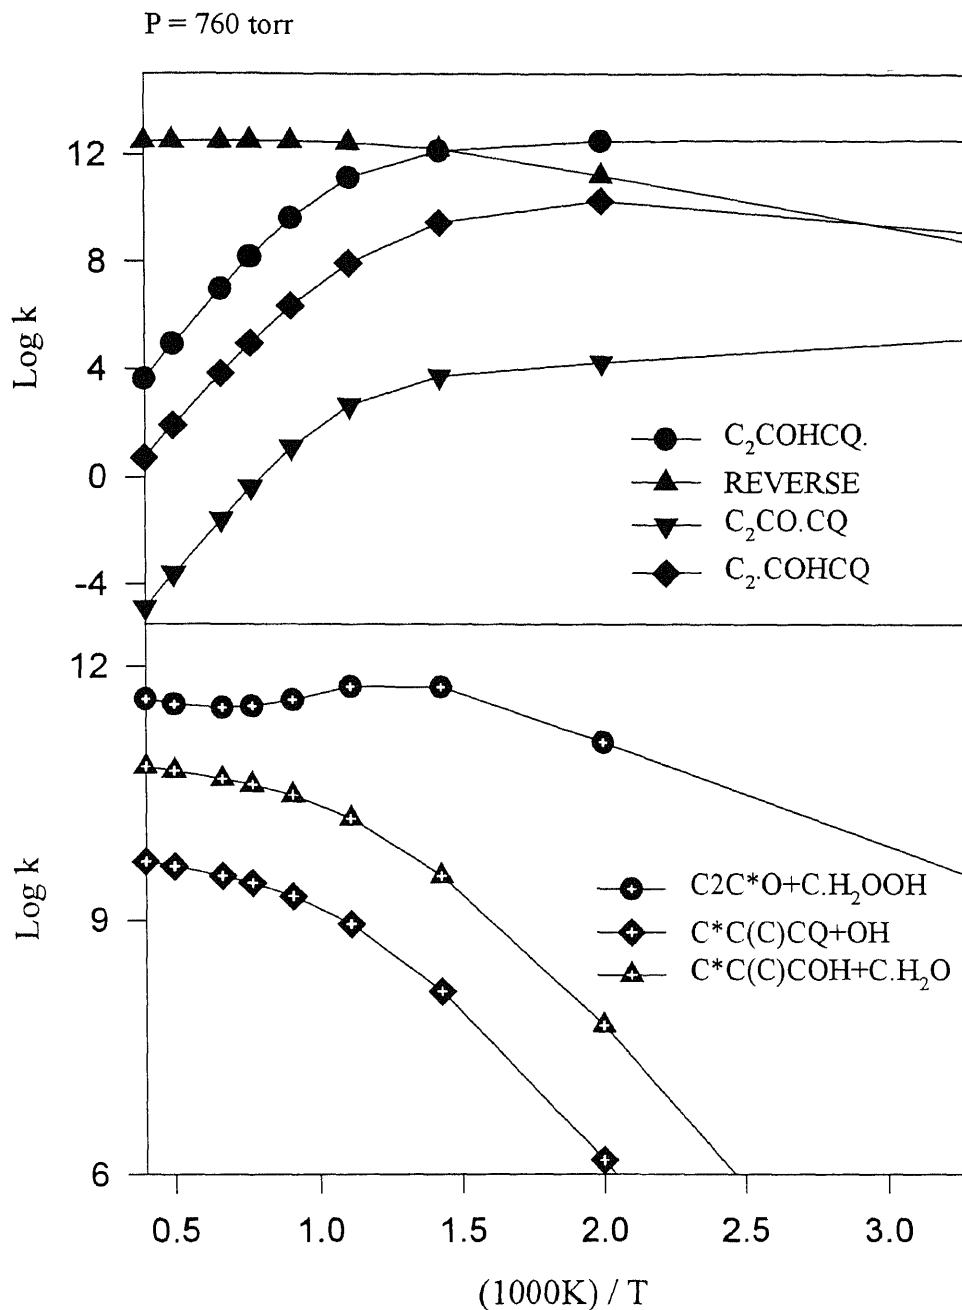 P = 760 torr
12
8
4
0
-4
Log k
C₂COHCQ.
REVERSE
C₂CO.CQ
C₂.COHCQ
12
9
6
Log k
C2C*O+C.H₂OOH
C*C(C)CQ+OH
C*C(C)COH+C.H₂O
0.5 1.0 1.5 2.0 2.5 3.0
(1000K) / T